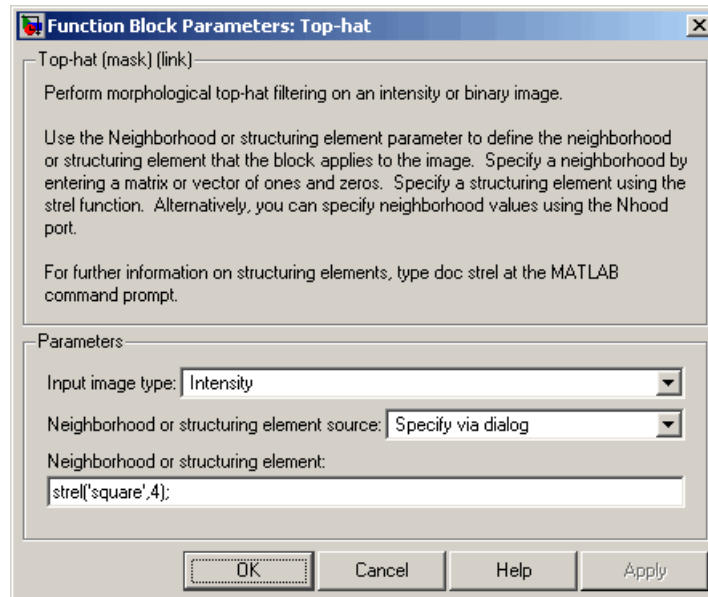 Function Block Parameters: Top-hat
Top-hat (mask) (link)
Perform morphological top-hat filtering on an intensity or binary image.
Use the Neighborhood or structuring element parameter to define the neighborhood
or structuring element that the block applies to the image.  Specify a neighborhood by
entering a matrix or vector of ones and zeros.  Specify a structuring element using the
strel function.  Alternatively, you can specify neighborhood values using the Nhood
port.
For further information on structuring elements, type doc strel at the MATLAB
command prompt.
Parameters
Input image type: Intensity
Neighborhood or structuring element source: Specify via dialog
Neighborhood or structuring element:
strel('square',4);
OK Cancel Help Apply